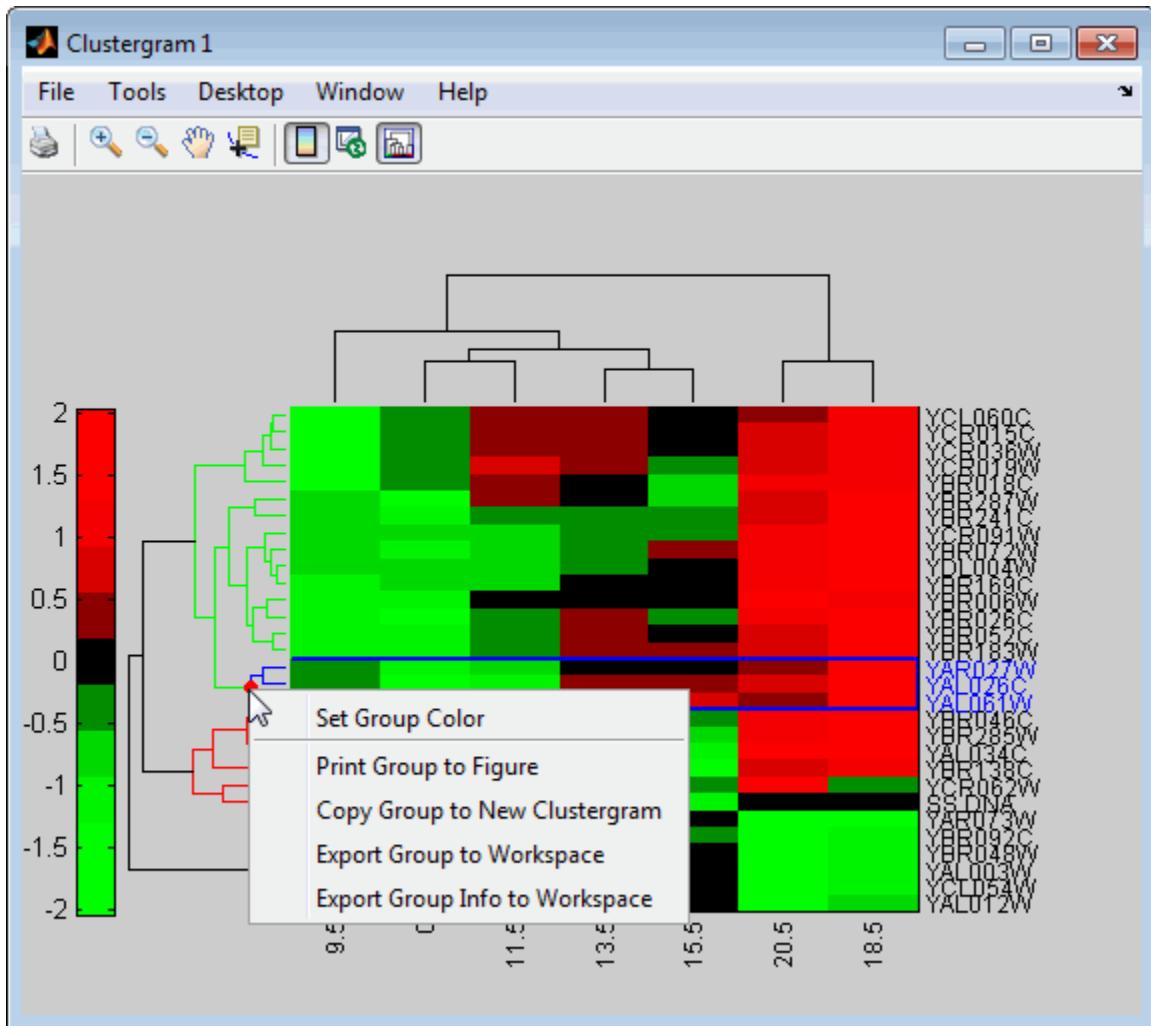 Clustergram 1
File Tools Desktop Window Help
2
1.5
1
0.5
0
-0.5
-1
-1.5
-2
YCL060C
YCR015C
YCR036W
YCR019W
YBR018C
YBR287W
YBR241C
YCR091W
YBR072W
YDL004W
YBR169C
YBR006W
YBR026C
YBR052C
YBR183W
YAR027W
YAL026C
YAL061W
YBR046C
YBR285W
YAL034C
YBR138C
YCR062W
SS DNA
YAR073W
YBR092C
YBR048W
YAL003W
YCL054W
YAL012W
Set Group Color
Print Group to Figure
Copy Group to New Clustergram
Export Group to Workspace
Export Group Info to Workspace
9.5 0 11.5 13.5 15.5 20.5 18.5